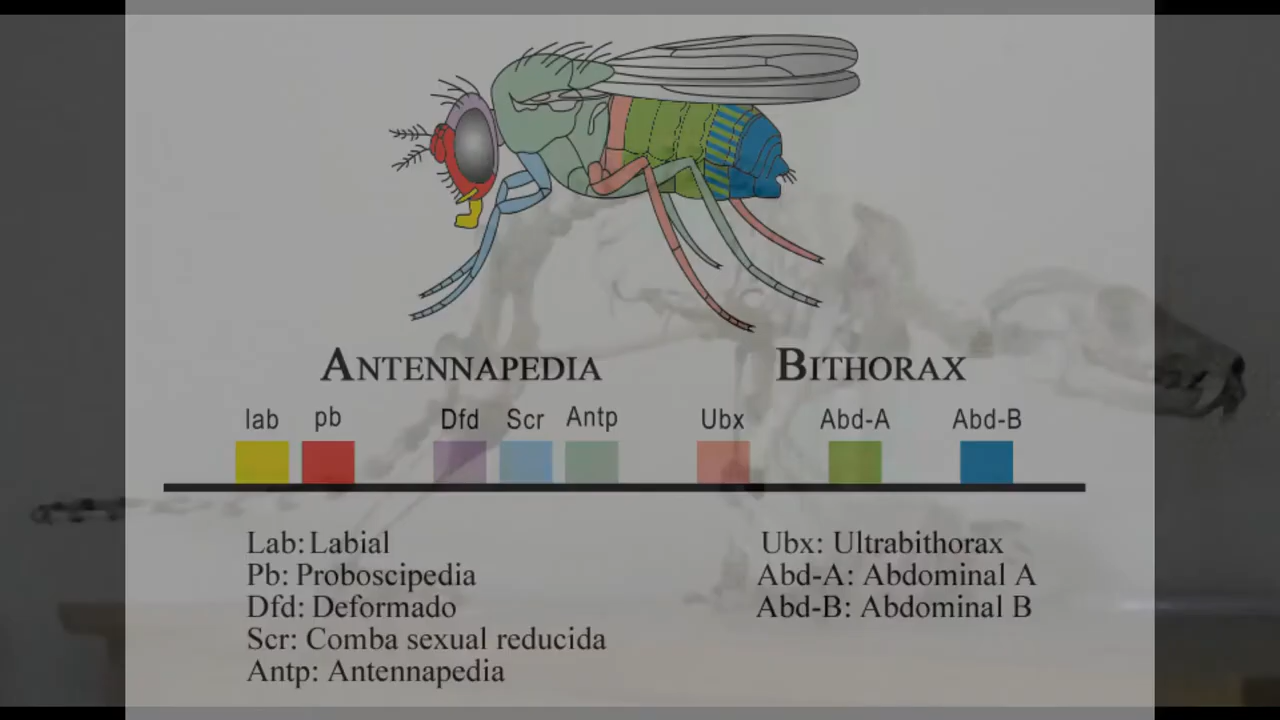 ANTENNAPEDIA
BITHORAX
lab pb Dfd Scr Antp Ubx Abd-A Abd-B
Lab: Labial
Pb: Proboscipedia
Dfd: Deformado
Scr: Comba sexual reducida
Antp: Antennapedia
Ubx: Ultrabithorax
Abd-A: Abdominal A
Abd-B: Abdominal B